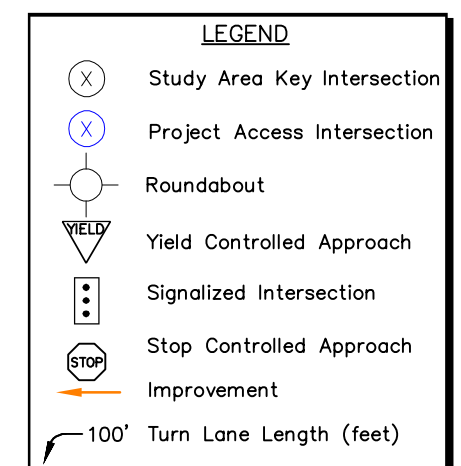 LEGEND
X Study Area Key Intersection
X Project Access Intersection
Roundabout
YIELD Yield Controlled Approach
Signalized Intersection
STOP Stop Controlled Approach
Improvement
100' Turn Lane Length (feet)